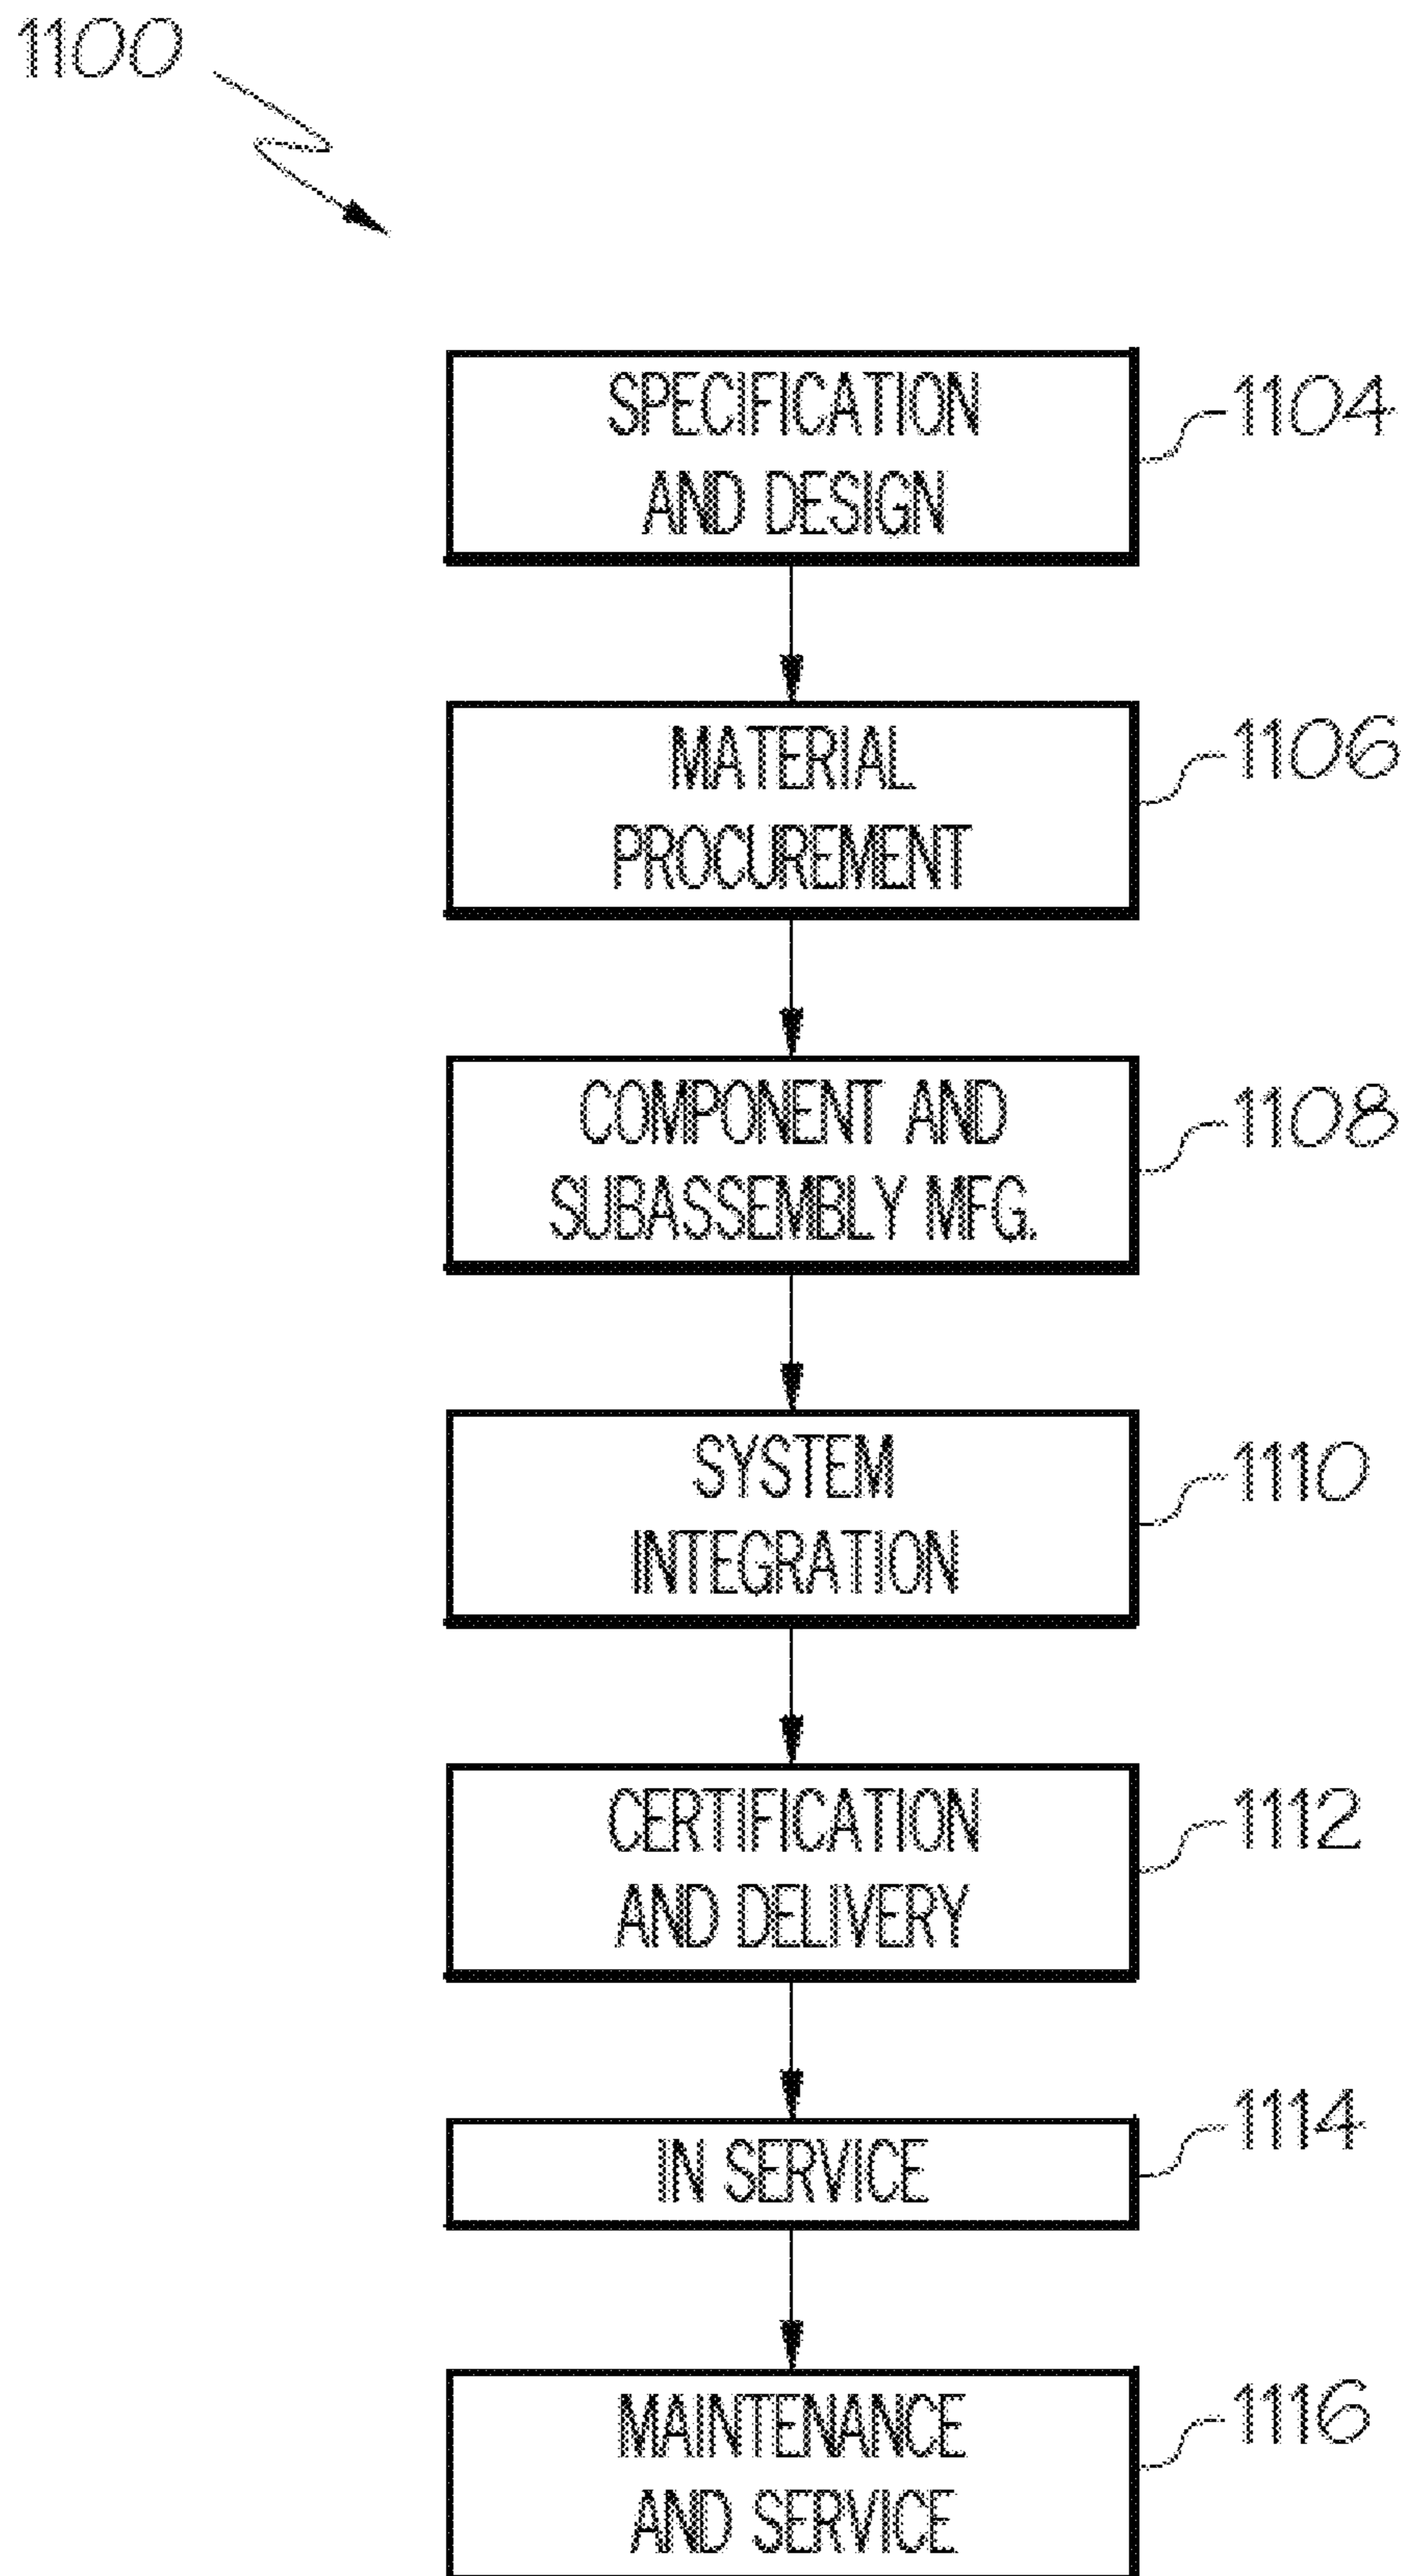 1100
SPECIFICATION
AND DESIGN
1104
MATERIAL
PROCUREMENT
1106
COMPONENT AND
SUBASSEMBLY MFG.
1108
SYSTEM
INTEGRATION
1110
CERTIFICATION
AND DELIVERY
1112
IN SERVICE
1114
MAINTENANCE
AND SERVICE
1116